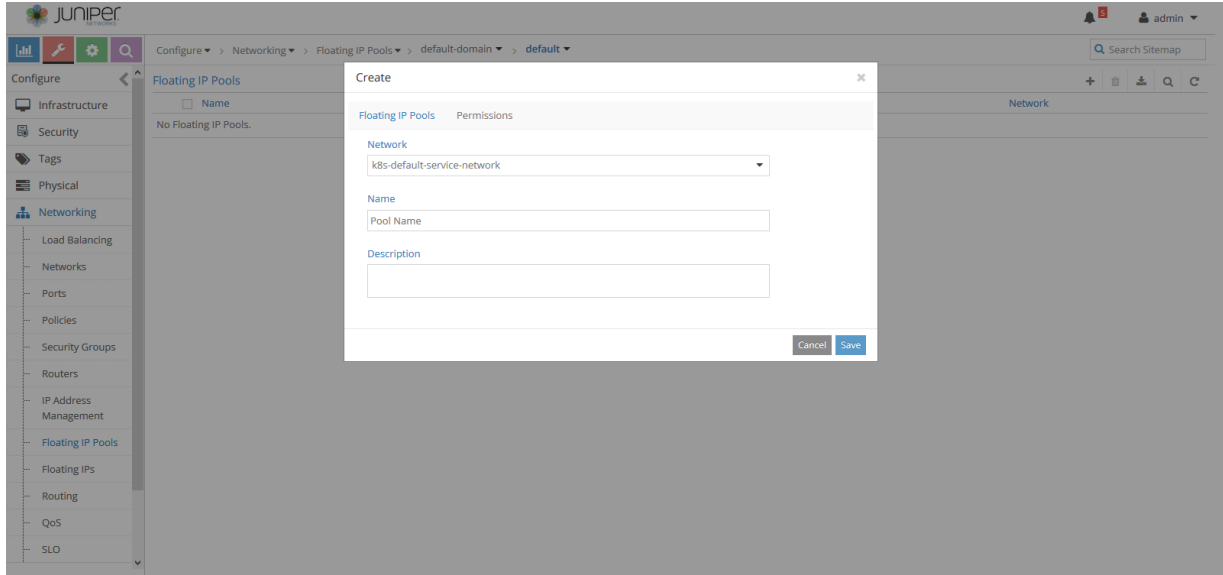 JUNIPER
NETWORKS
5
admin
Configure > Networking > Floating IP Pools > default-domain > default
Search Sitemap
Configure
Infrastructure
Security
Tags
Physical
Networking
Load Balancing
Networks
Ports
Policies
Security Groups
Routers
IP Address
Management
Floating IP Pools
Floating IPs
Routing
QoS
SLO
Floating IP Pools
Name
Network
No Floating IP Pools.
Create
Floating IP Pools Permissions
Network
k8s-default-service-network
Name
Pool Name
Description
Cancel Save